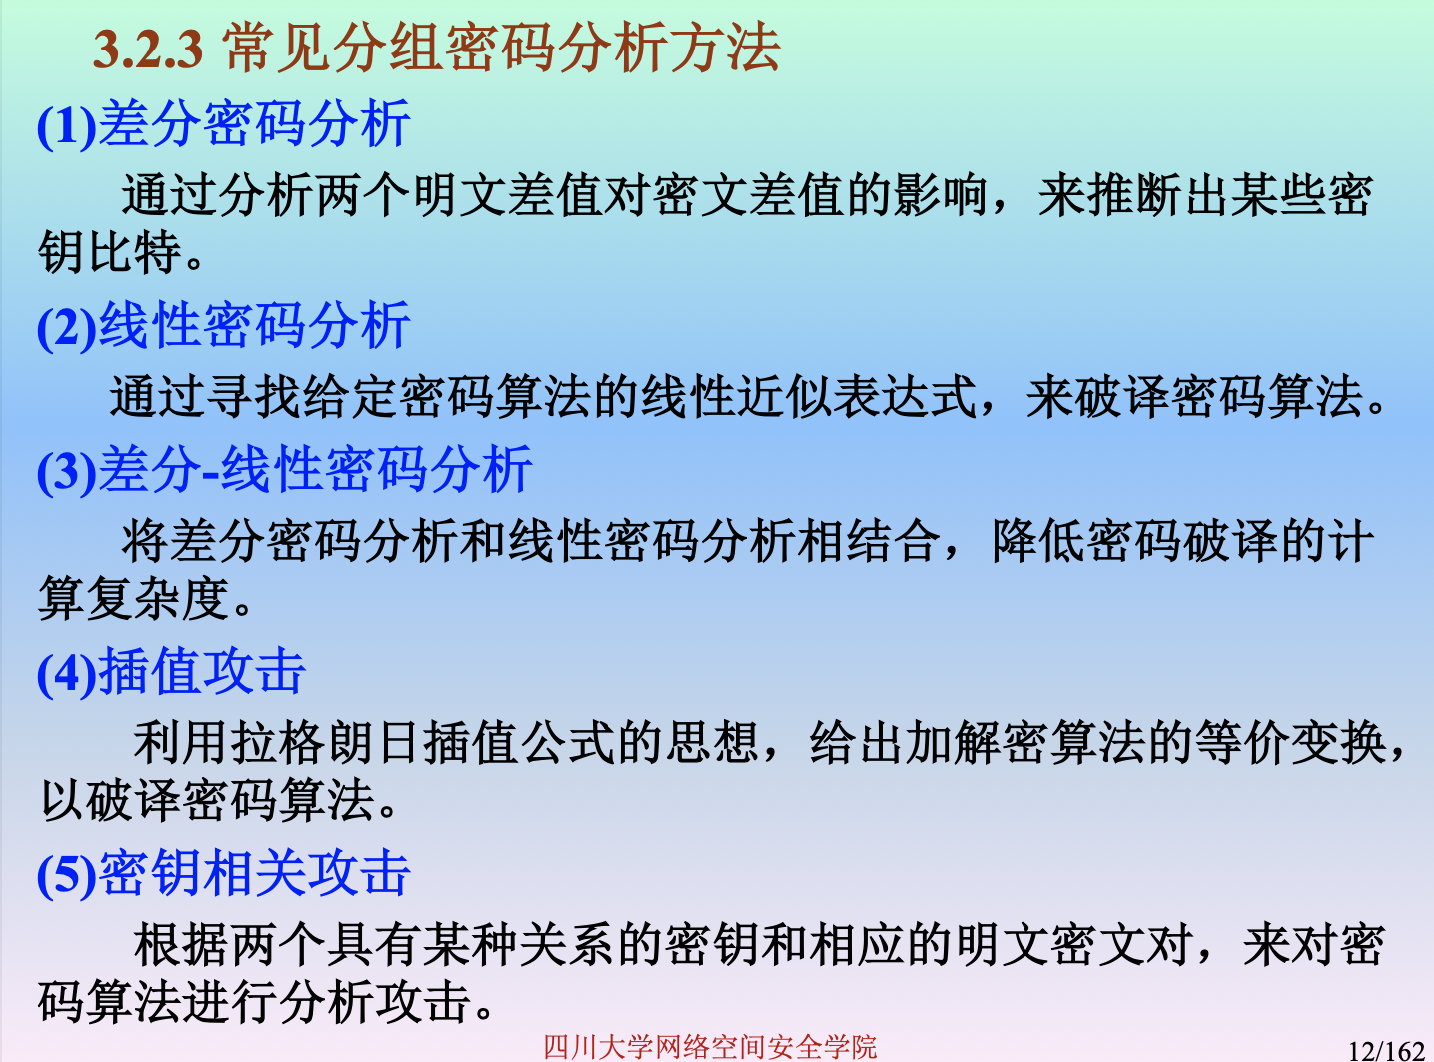 3.2.3 常见分组密码分析方法
(1)差分密码分析
通过分析两个明文差值对密文差值的影响，来推断出某些密
钥比特。
(2)线性密码分析
通过寻找给定密码算法的线性近似表达式，来破译密码算法。
(3)差分-线性密码分析
将差分密码分析和线性密码分析相结合，降低密码破译的计
算复杂度。
(4)插值攻击
利用拉格朗日插值公式的思想，给出加解密算法的等价变换，
以破译密码算法。
(5)密钥相关攻击
根据两个具有某种关系的密钥和相应的明文密文对，来对密
码算法进行分析攻击。
四川大学网络空间安全学院
12/162